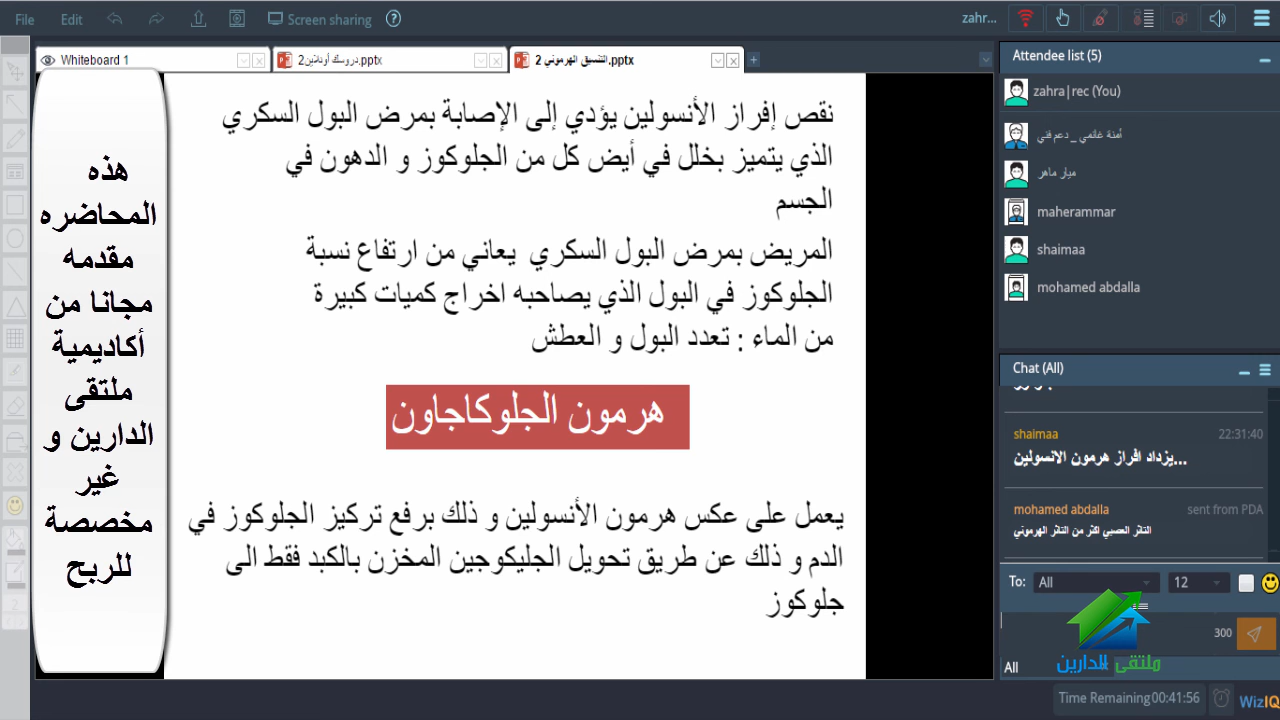 File
Edit
Screen sharing
zahr...
Whiteboard 1
دروسك أونلاين2.pptx
التنسيق الهرموني 2.pptx
هذه
المحاضره
مقدمه
مجانا من
أكاديمية
ملتقى
الدارين و
غير
مخصصة
للربح
نقص إفراز الأنسولين يؤدي إلى الإصابة بمرض البول السكري
الذي يتميز بخلل في أيض كل من الجلوكوز و الدهون في
الجسم
المريض بمرض البول السكري يعاني من ارتفاع نسبة
الجلوكوز في البول الذي يصاحبه اخراج كميات كبيرة
من الماء : تعدد البول و العطش
هرمون الجلوكاجاون
يعمل على عكس هرمون الأنسولين و ذلك برفع تركيز الجلوكوز في
الدم و ذلك عن طريق تحويل الجليكوجين المخزن بالكبد فقط الى
جلوكوز
Attendee list (5)
zahra|rec (You)
أمنة غانمي _دعم فني
ميار ماهر
maherammar
shaimaa
mohamed abdalla
Chat (All)
shaimaa 22:31:40
يزداد افراز هرمون الانسولين...
mohamed abdalla sent from PDA
التاثر العصبي اكثر من التاثر الهرموني
To: All 12
300
All
ملتقى الدارين
Time Remaining 00:41:56
WizIQ